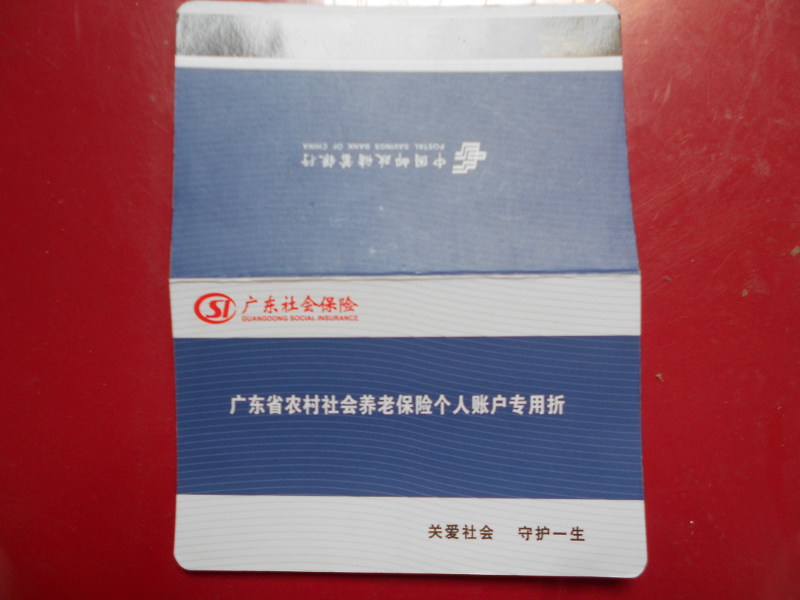 中国邮政储蓄银行
POSTAL SAVINGS BANK OF CHINA
SI 广东社会保险
GUANGDONG SOCIAL INSURANCE
广东省农村社会养老保险个人账户专用折
关爱社会 守护一生